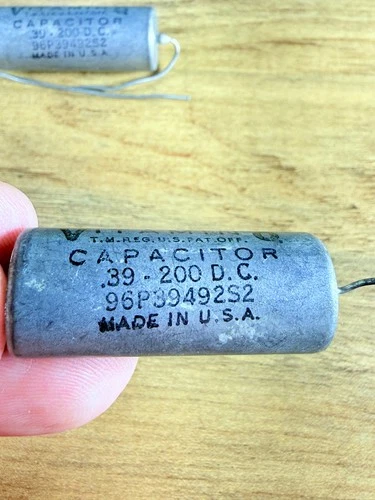 CAPACITOR
.39 - 200 D.C.
96P39492S2
MADE IN U.S.A.
T.M.REG.U.S.PAT.OFF.
CAPACITOR
.39 - 200 D.C.
96P39492S2
MADE IN U.S.A.